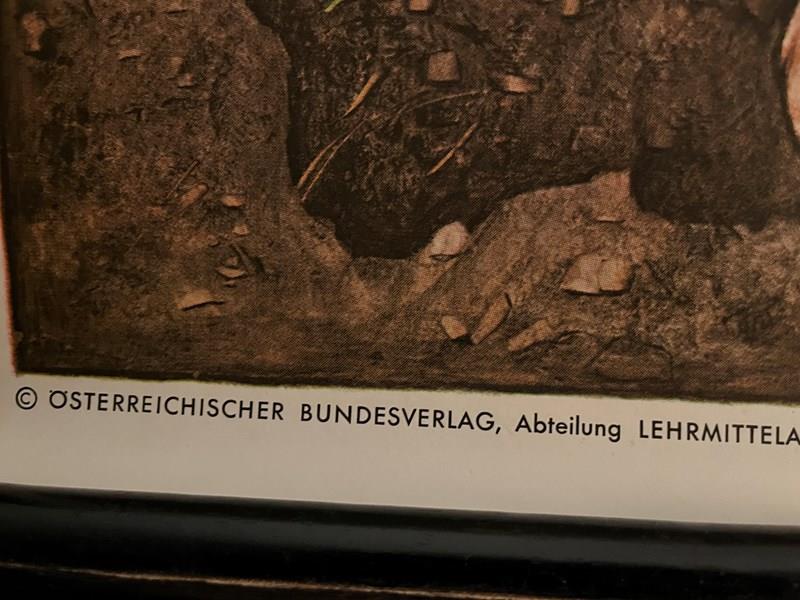 © ÖSTERREICHISCHER BUNDESVERLAG, Abteilung LEHRMITTELA